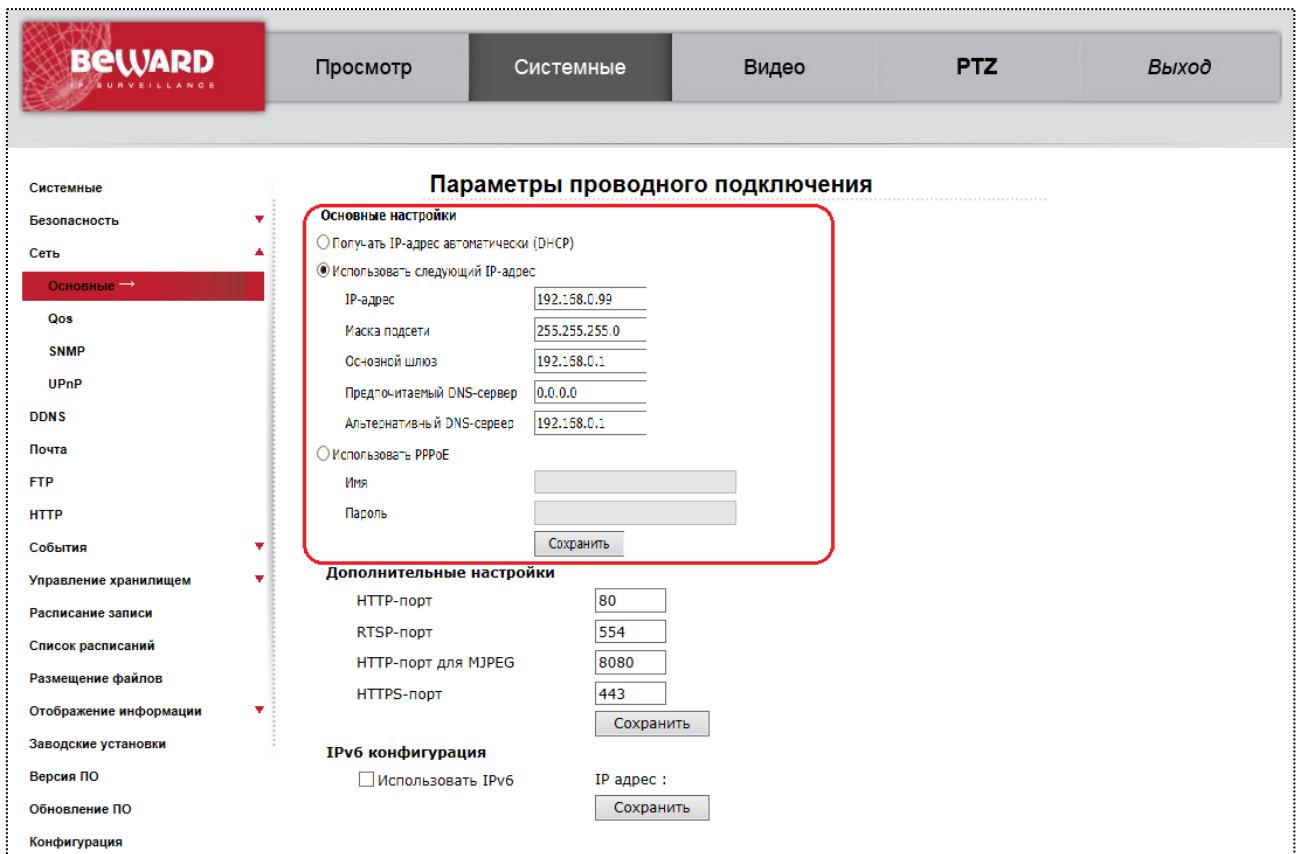 BEWARD
IP SURVEILLANCE
Просмотр
Системные
Видео
PTZ
Выход
Системные
Безопасность
Сеть
Основные →
Qos
SNMP
UPnP
DDNS
Почта
FTP
HTTP
События
Управление хранилищем
Расписание записи
Список расписаний
Размещение файлов
Отображение информации
Заводские установки
Версия ПО
Обновление ПО
Конфигурация
Параметры проводного подключения
Основные настройки
Получать IP-адрес автоматически (DHCP)
Использовать следующий IP-адрес
IP-адрес 192.168.0.99
Маска подсети 255.255.255.0
Основной шлюз 192.168.0.1
Предпочитаемый DNS-сервер 0.0.0.0
Альтернативный DNS-сервер 192.168.0.1
Использовать PPPoE
Имя
Пароль
Сохранить
Дополнительные настройки
HTTP-порт 80
RTSP-порт 554
HTTP-порт для MJPEG 8080
HTTPS-порт 443
Сохранить
IPv6 конфигурация
Использовать IPv6 IP адрес :
Сохранить